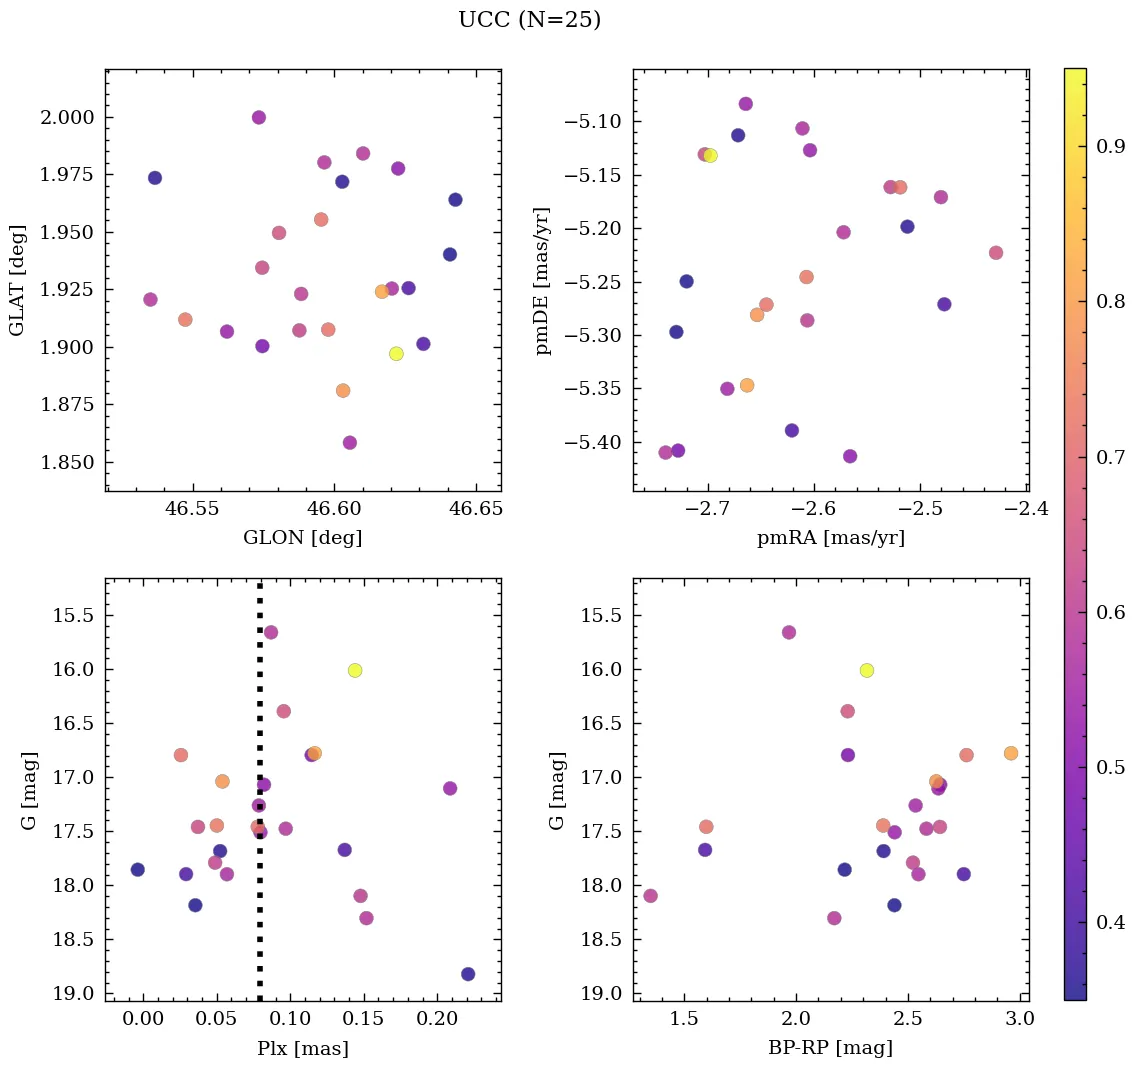 UCC (N=25)
2.000
1.975
1.950
1.925
1.900
1.875
1.850
GLAT [deg]
46.55 46.60 46.65
GLON [deg]
−5.10
−5.15
−5.20
−5.25
−5.30
−5.35
−5.40
pmDE [mas/yr]
−2.7 −2.6 −2.5 −2.4
pmRA [mas/yr]
15.5
16.0
16.5
17.0
17.5
18.0
18.5
19.0
G [mag]
0.00 0.05 0.10 0.15 0.20
Plx [mas]
15.5
16.0
16.5
17.0
17.5
18.0
18.5
19.0
G [mag]
1.5 2.0 2.5 3.0
BP-RP [mag]
0.9
0.8
0.7
0.6
0.5
0.4